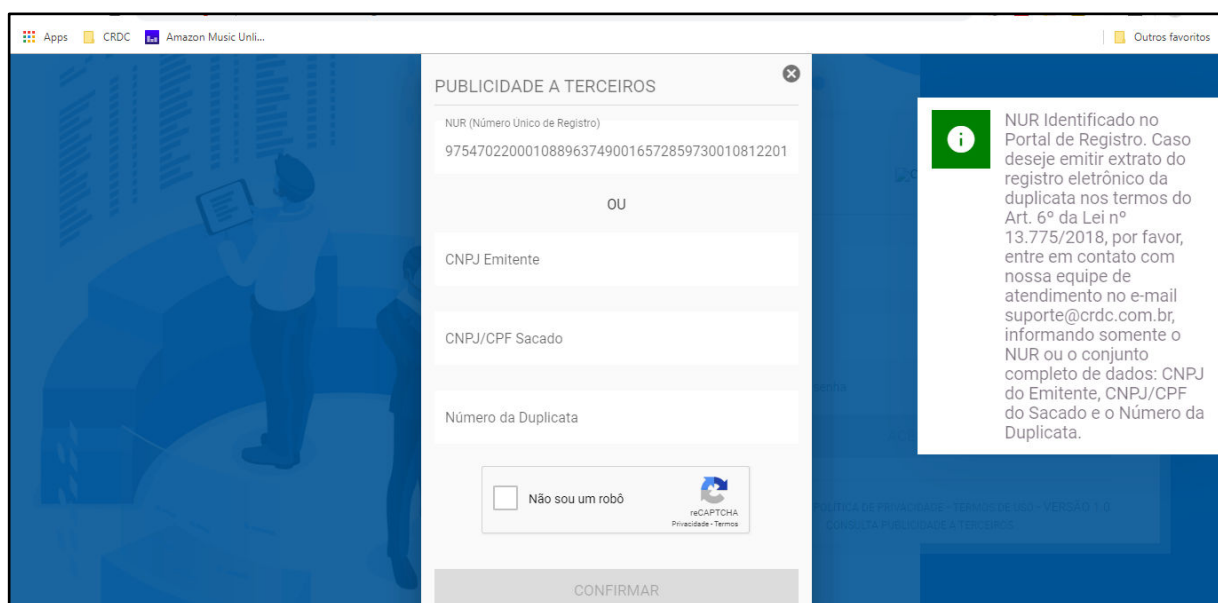 Apps CRDC Amazon Music Unli... Outros favoritos
PUBLICIDADE A TERCEIROS
NUR (Número Único de Registro)
9754702200010889637490016572859730010812201
OU
CNPJ Emitente
CNPJ/CPF Sacado
Número da Duplicata
Não sou um robô
reCAPTCHA
Privacidade - Termos
CONFIRMAR
NUR Identificado no
Portal de Registro. Caso
deseje emitir extrato do
registro eletrônico da
duplicata nos termos do
Art. 6º da Lei nº
13.775/2018, por favor,
entre em contato com
nossa equipe de
atendimento no e-mail
suporte@crdc.com.br,
informando somente o
NUR ou o conjunto
completo de dados: CNPJ
do Emitente, CNPJ/CPF
do Sacado e o Número da
Duplicata.
POLÍTICA DE PRIVACIDADE - TERMOS DE USO - VERSÃO 1.0
CONSULTA PUBLICIDADE A TERCEIROS